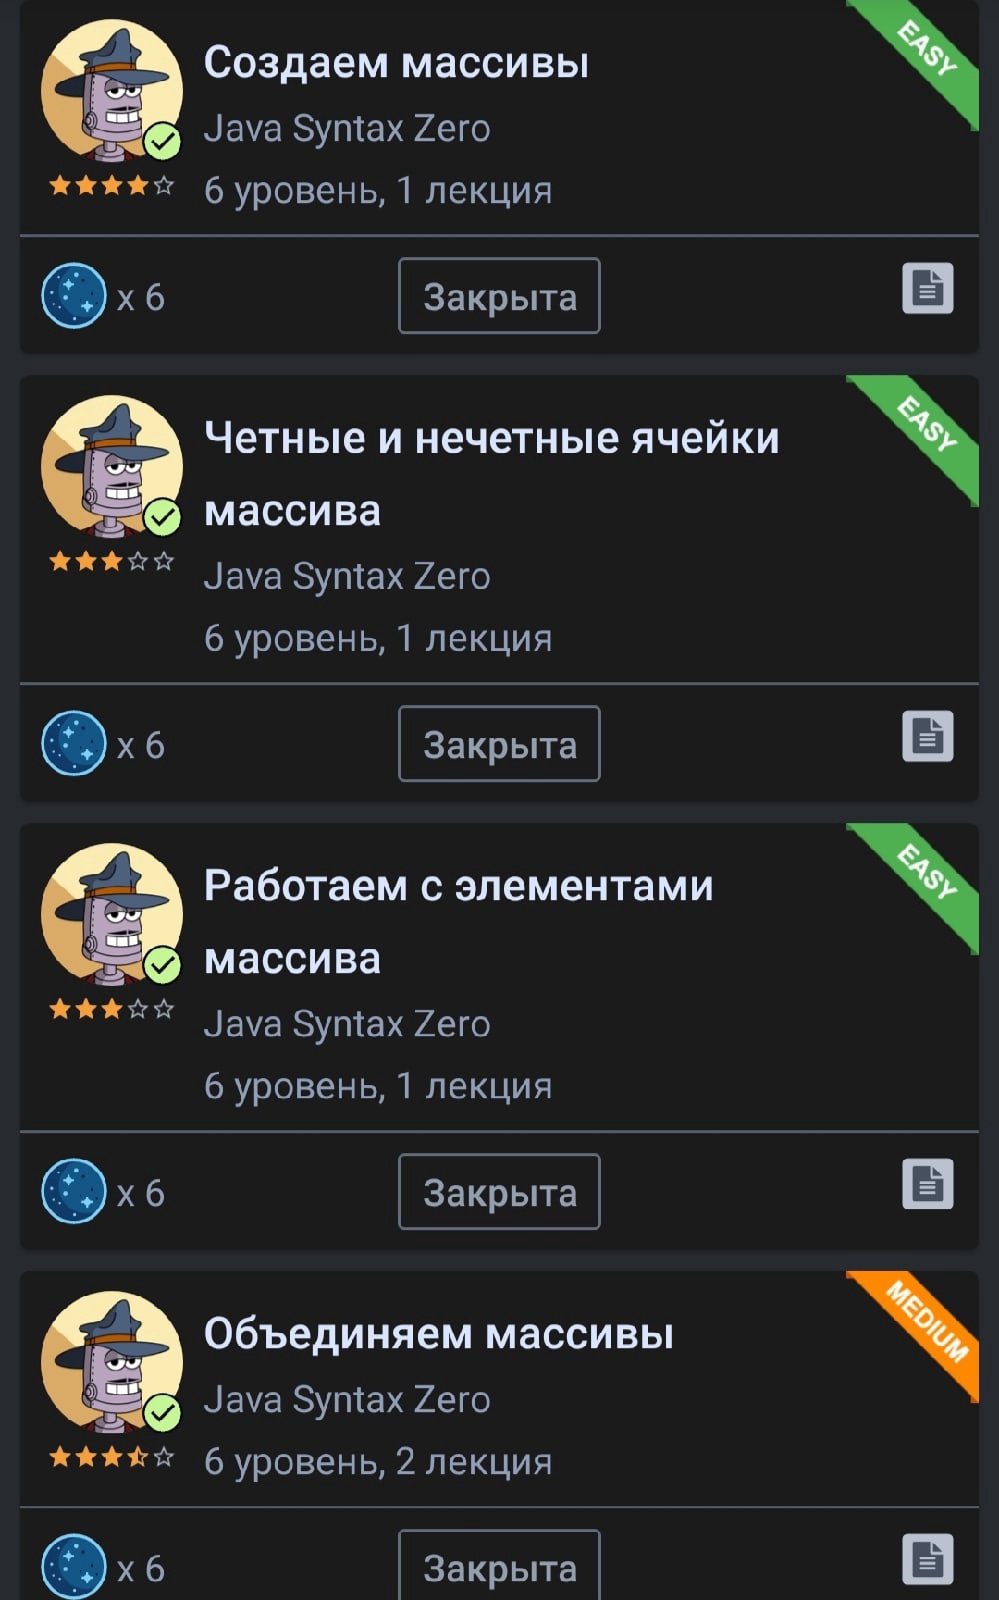 Создаем массивы
EASY
Java Syntax Zero
6 уровень, 1 лекция
x 6
Закрыта
Четные и нечетные ячейки
массива
EASY
Java Syntax Zero
6 уровень, 1 лекция
x 6
Закрыта
Работаем с элементами
массива
EASY
Java Syntax Zero
6 уровень, 1 лекция
x 6
Закрыта
Объединяем массивы
MEDIUM
Java Syntax Zero
6 уровень, 2 лекция
x 6
Закрыта